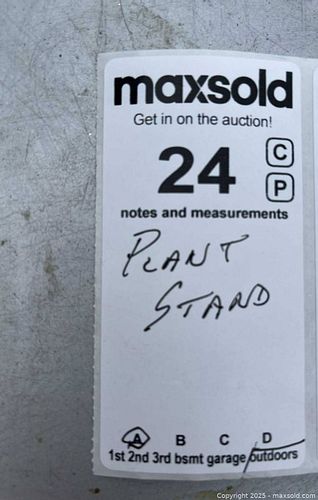 maxsold
Get in on the auction!
24
C
P
notes and measurements
PLANT
STAND
A B C D
1st 2nd 3rd bsmt garage outdoors
Copyright 2025 - maxsold.com